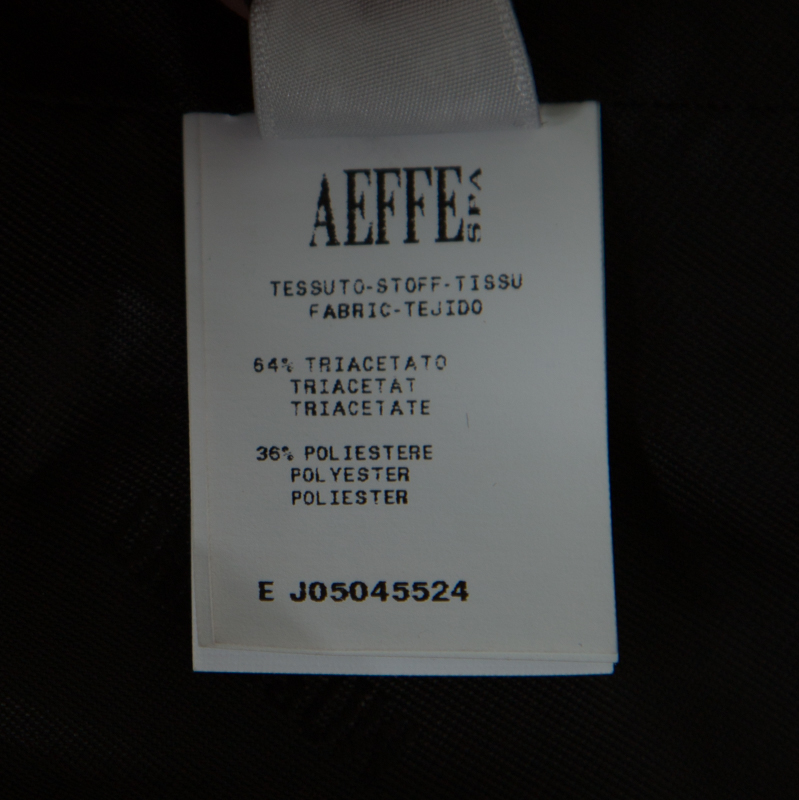 AEFFE SPA
TESSUTO-STOFF-TISSU
FABRIC-TEJIDO
64% TRIACETATO
TRIACETAT
TRIACETATE
36% POLIESTERE
POLYESTER
POLIESTER
E J05045524